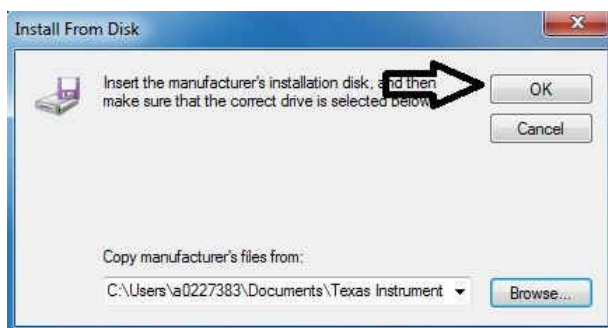 Install From Disk
Insert the manufacturer's installation disk, and then
make sure that the correct drive is selected below.
OK
Cancel
Copy manufacturer's files from:
C:\Users\a0227383\Documents\Texas Instrument
Browse...